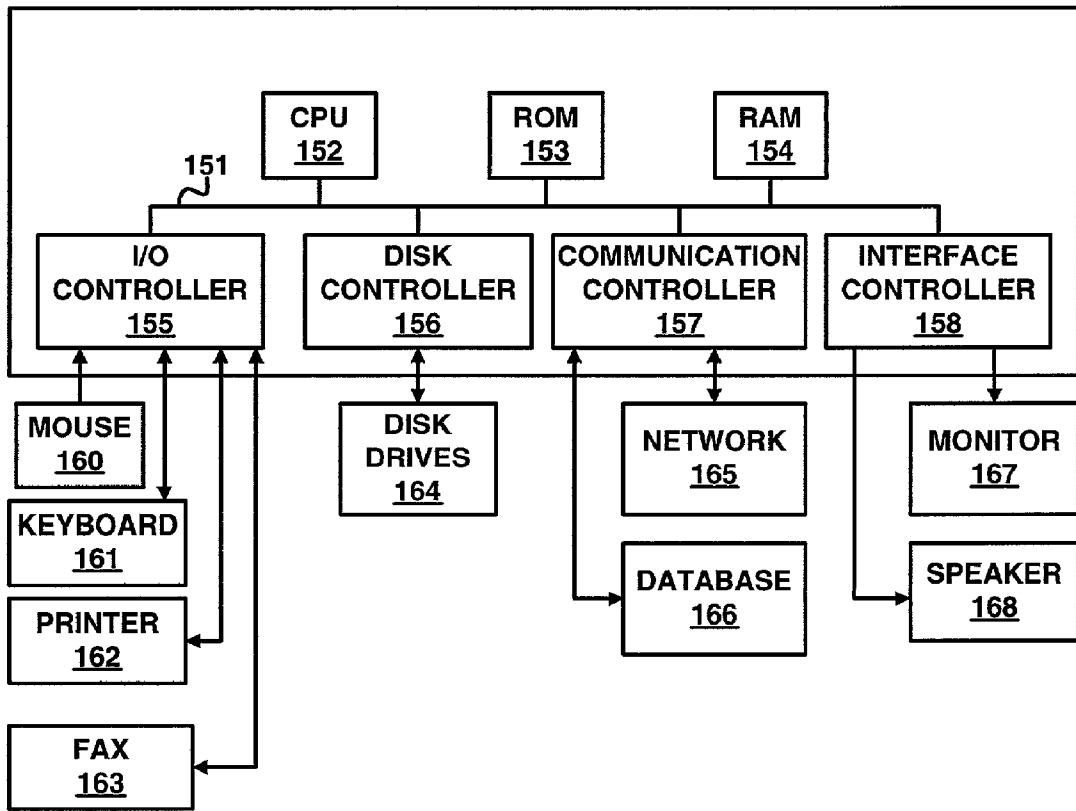 CPU
152
ROM
153
RAM
154
151
I/O
CONTROLLER
155
DISK
CONTROLLER
156
COMMUNICATION
CONTROLLER
157
INTERFACE
CONTROLLER
158
MOUSE
160
DISK
DRIVES
164
NETWORK
165
MONITOR
167
KEYBOARD
161
DATABASE
166
SPEAKER
168
PRINTER
162
FAX
163